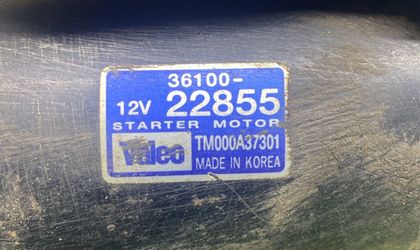 36100-
12V 22855
STARTER MOTOR
Valeo TM000A37301
MADE IN KOREA